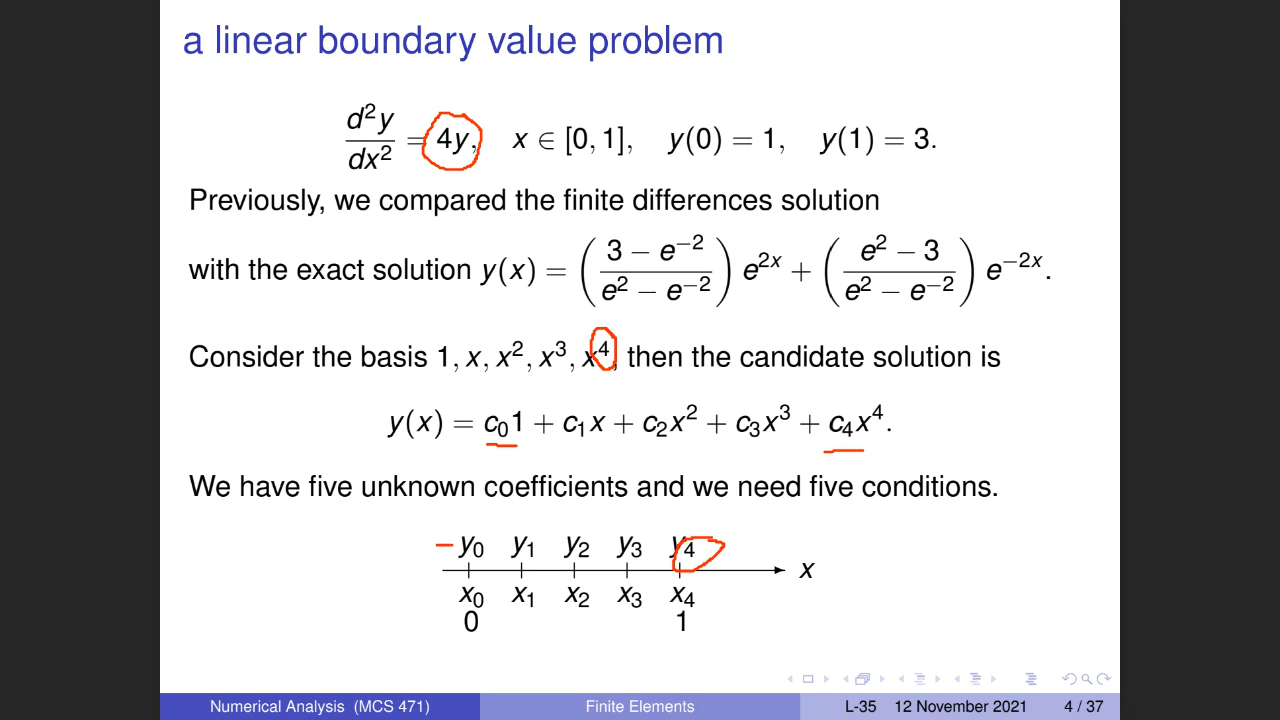 a linear boundary value problem
d²y/dx² = 4y, x ∈ [0, 1], y(0) = 1, y(1) = 3.
Previously, we compared the finite differences solution
with the exact solution y(x) = ( (3 − e⁻²)/(e² − e⁻²) ) e²ˣ + ( (e² − 3)/(e² − e⁻²) ) e⁻²ˣ.
Consider the basis 1, x, x², x³, x⁴, then the candidate solution is
y(x) = c₀1 + c₁x + c₂x² + c₃x³ + c₄x⁴.
We have five unknown coefficients and we need five conditions.
y₀ y₁ y₂ y₃ y₄
x
x₀ x₁ x₂ x₃ x₄
0 1
Numerical Analysis (MCS 471) Finite Elements L-35 12 November 2021 4 / 37